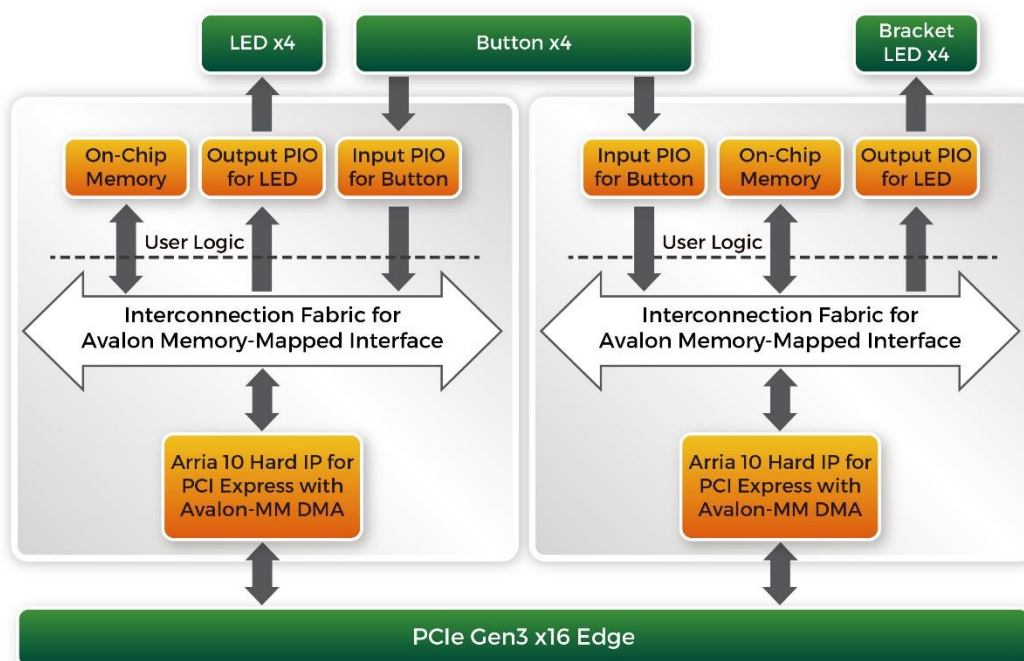 LED x4
Button x4
Bracket
LED x4
On-Chip
Memory
Output PIO
for LED
Input PIO
for Button
Input PIO
for Button
On-Chip
Memory
Output PIO
for LED
User Logic
User Logic
Interconnection Fabric for
Avalon Memory-Mapped Interface
Interconnection Fabric for
Avalon Memory-Mapped Interface
Arria 10 Hard IP for
PCI Express with
Avalon-MM DMA
Arria 10 Hard IP for
PCI Express with
Avalon-MM DMA
PCIe Gen3 x16 Edge